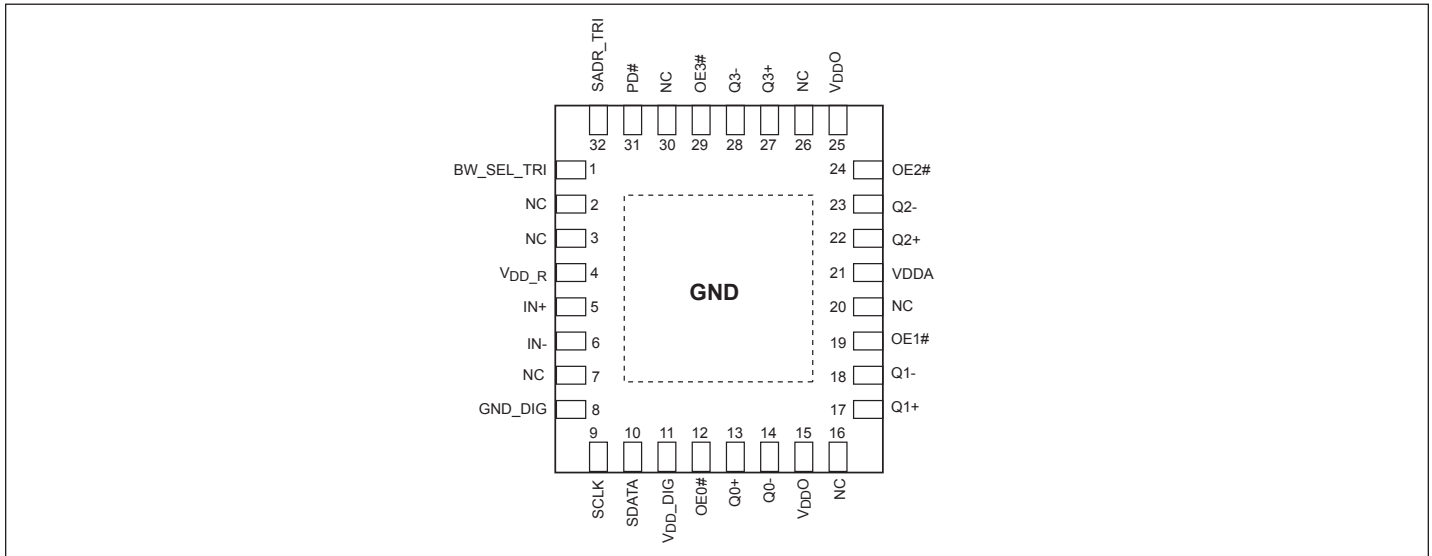 SADR_TRI
PD#
NC
OE3#
Q3-
Q3+
NC
VDDO
32 31 30 29 28 27 26 25
BW_SEL_TRI 1
NC 2
NC 3
VDD_R 4
IN+ 5
IN- 6
NC 7
GND_DIG 8
GND
24 OE2#
23 Q2-
22 Q2+
21 VDDA
20 NC
19 OE1#
18 Q1-
17 Q1+
9 10 11 12 13 14 15 16
SCLK
SDATA
VDD_DIG
OE0#
Q0+
Q0-
VDDO
NC